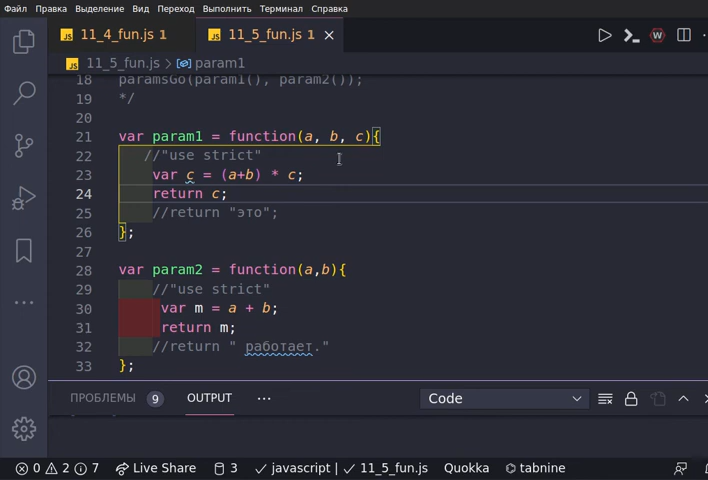 Файл Правка Выделение Вид Переход Выполнить Терминал Справка
JS 11_4_fun.js 1 JS 11_5_fun.js 1
JS 11_5_fun.js > param1
18 paramsGo(param1(), param2());
19 */
20
21 var param1 = function(a, b, c){
22 //"use strict"
23 var c = (a+b) * c;
24 return c;
25 //return "это";
26 };
27
28 var param2 = function(a,b){
29 //"use strict"
30 var m = a + b;
31 return m;
32 //return " работает."
33 };
ПРОБЛЕМЫ 9 OUTPUT ... Code
0 2 7 Live Share 3 ✓ javascript | ✓ 11_5_fun.js Quokka tabnine